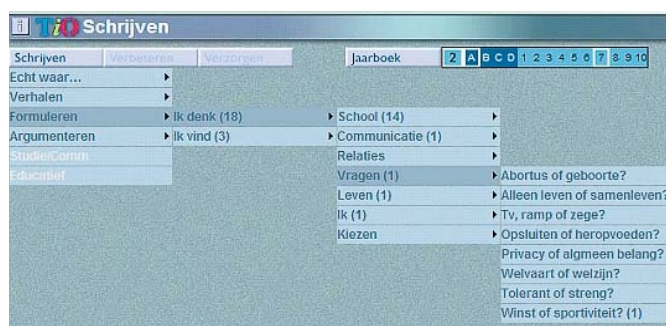 i TiO Schrijven
Schrijven Verbeteren Verzorgen Jaarboek 2 A B C D 1 2 3 4 5 6 7 8 9 10
Echt waar...
Verhalen
Formuleren Ik denk (18) School (14)
Argumenteren Ik vind (3) Communicatie (1)
Studie/Comm Relaties
Educatief Vragen (1) Abortus of geboorte?
Leven (1) Alleen leven of samenleven?
Ik (1) Tv, ramp of zege?
Kiezen Opsluiten of heropvoeden?
Privacy of algmeen belang?
Welvaart of welzijn?
Tolerant of streng?
Winst of sportiviteit? (1)